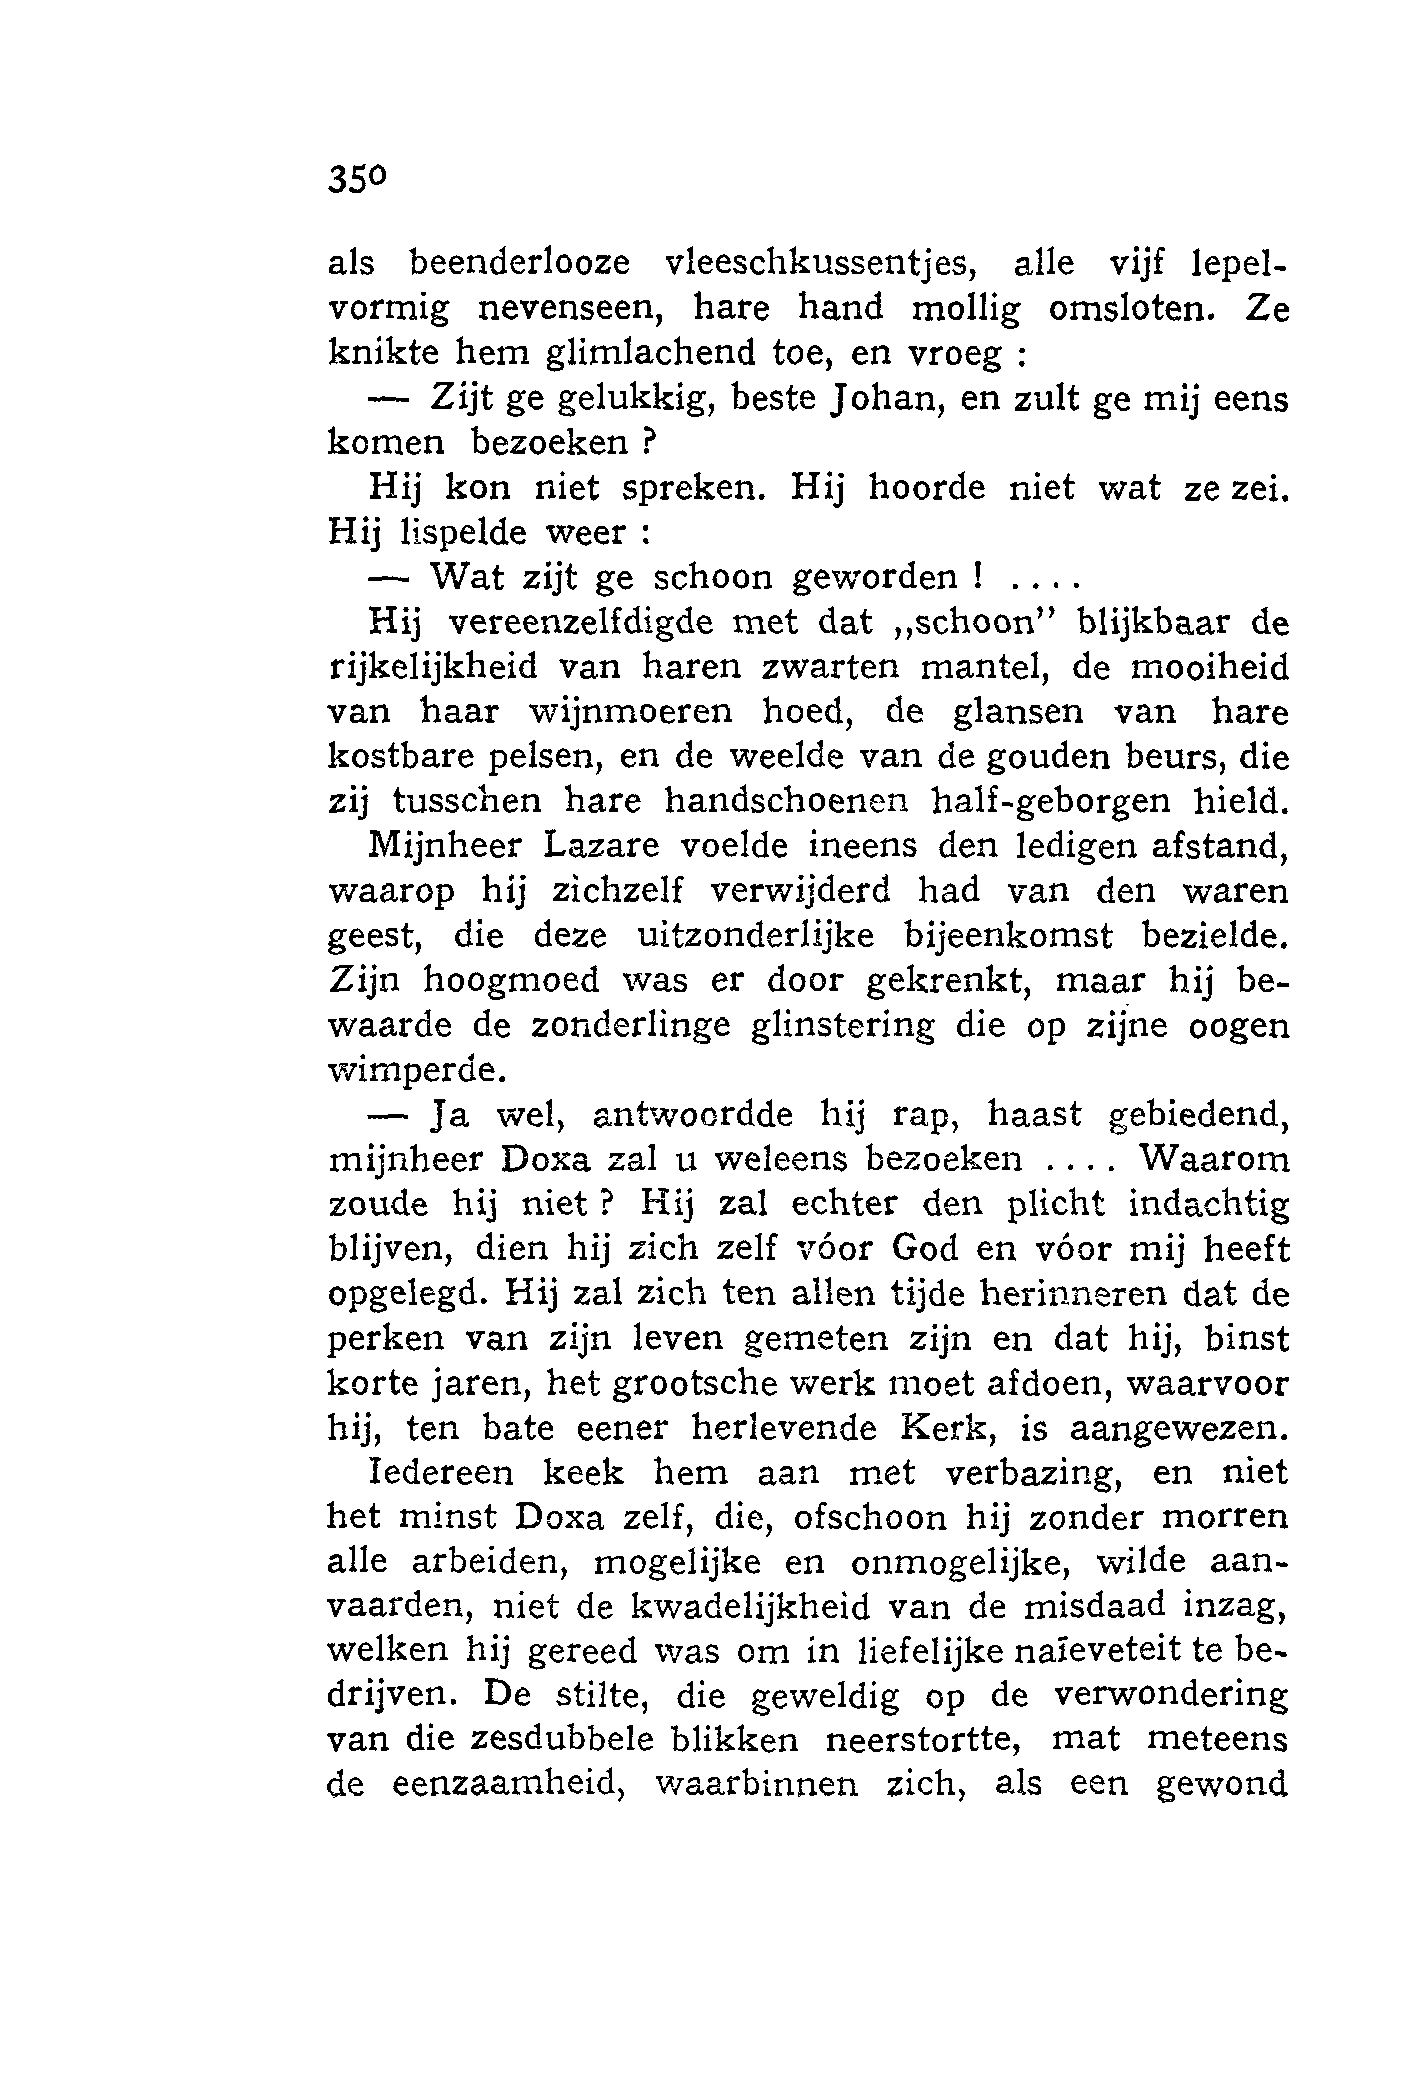 350
als beenderlooze vleeschkussentjes, alle vijf lepel-
vormig nevenseen, hare hand mollig omsloten. Ze
knikte hem glimlachend toe, en vroeg :
— Zijt ge gelukkig, beste Johan, en zult ge mij eens
komen bezoeken ?
Hij kon niet spreken. Hij hoorde niet wat ze zei.
Hij lispelde weer :
— Wat zijt ge schoon geworden ! ....
Hij vereenzelfdigde met dat ,,schoon” blijkbaar de
rijkelijkheid van haren zwarten mantel, de mooiheid
van haar wijnmoeren hoed, de glansen van hare
kostbare pelsen, en de weelde van de gouden beurs, die
zij tusschen hare handschoenen half-geborgen hield.
Mijnheer Lazare voelde ineens den ledigen afstand,
waarop hij zichzelf verwijderd had van den waren
geest, die deze uitzonderlijke bijeenkomst bezielde.
Zijn hoogmoed was er door gekrenkt, maar hij be-
waarde de zonderlinge glinstering die op zijne oogen
wimperde.
— Ja wel, antwoordde hij rap, haast gebiedend,
mijnheer Doxa zal u weleens bezoeken .... Waarom
zoude hij niet ? Hij zal echter den plicht indachtig
blijven, dien hij zich zelf vóor God en vóor mij heeft
opgelegd. Hij zal zich ten allen tijde herinneren dat de
perken van zijn leven gemeten zijn en dat hij, binst
korte jaren, het grootsche werk moet afdoen, waarvoor
hij, ten bate eener herlevende Kerk, is aangewezen.
Iedereen keek hem aan met verbazing, en niet
het minst Doxa zelf, die, ofschoon hij zonder morren
alle arbeiden, mogelijke en onmogelijke, wilde aan-
vaarden, niet de kwadelijkheid van de misdaad inzag,
welken hij gereed was om in liefelijke naïeveteit te be-
drijven. De stilte, die geweldig op de verwondering
van die zesdubbele blikken neerstortte, mat meteens
de eenzaamheid, waarbinnen zich, als een gewond